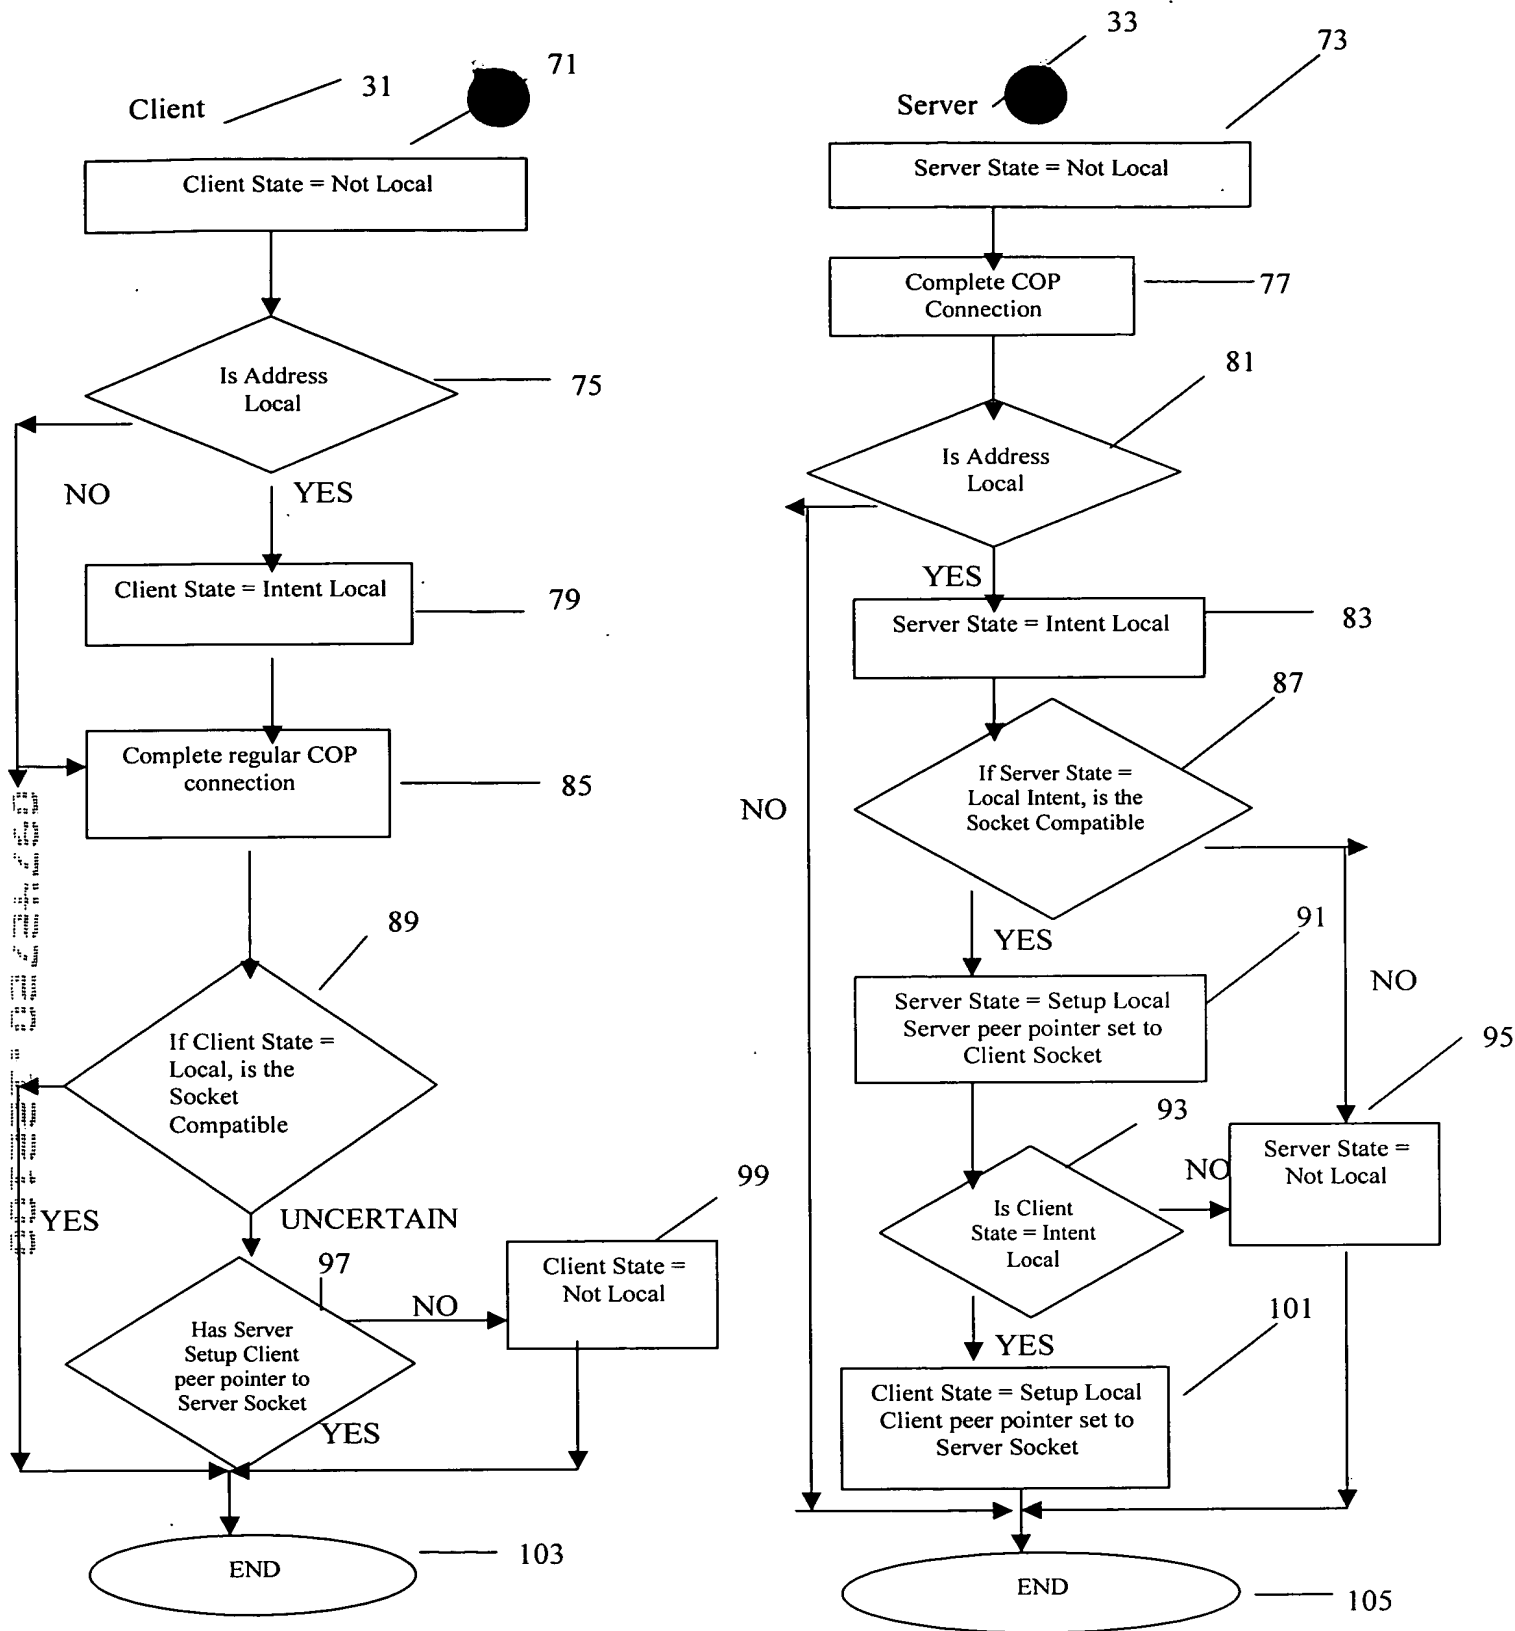 Client
31
71
Client State = Not Local
Is Address
Local
75
NO
YES
Client State = Intent Local
79
Complete regular COP
connection
85
89
If Client State =
Local, is the
Socket
Compatible
YES
UNCERTAIN
97
99
Client State =
Not Local
NO
Has Server
Setup Client
peer pointer to
Server Socket
YES
END
103
Server
33
73
Server State = Not Local
Complete COP
Connection
77
81
Is Address
Local
YES
Server State = Intent Local
83
87
If Server State =
Local Intent, is the
Socket Compatible
NO
YES
91
Server State = Setup Local
Server peer pointer set to
Client Socket
NO
95
93
NO
Server State =
Not Local
Is Client
State = Intent
Local
101
YES
Client State = Setup Local
Client peer pointer set to
Server Socket
END
105